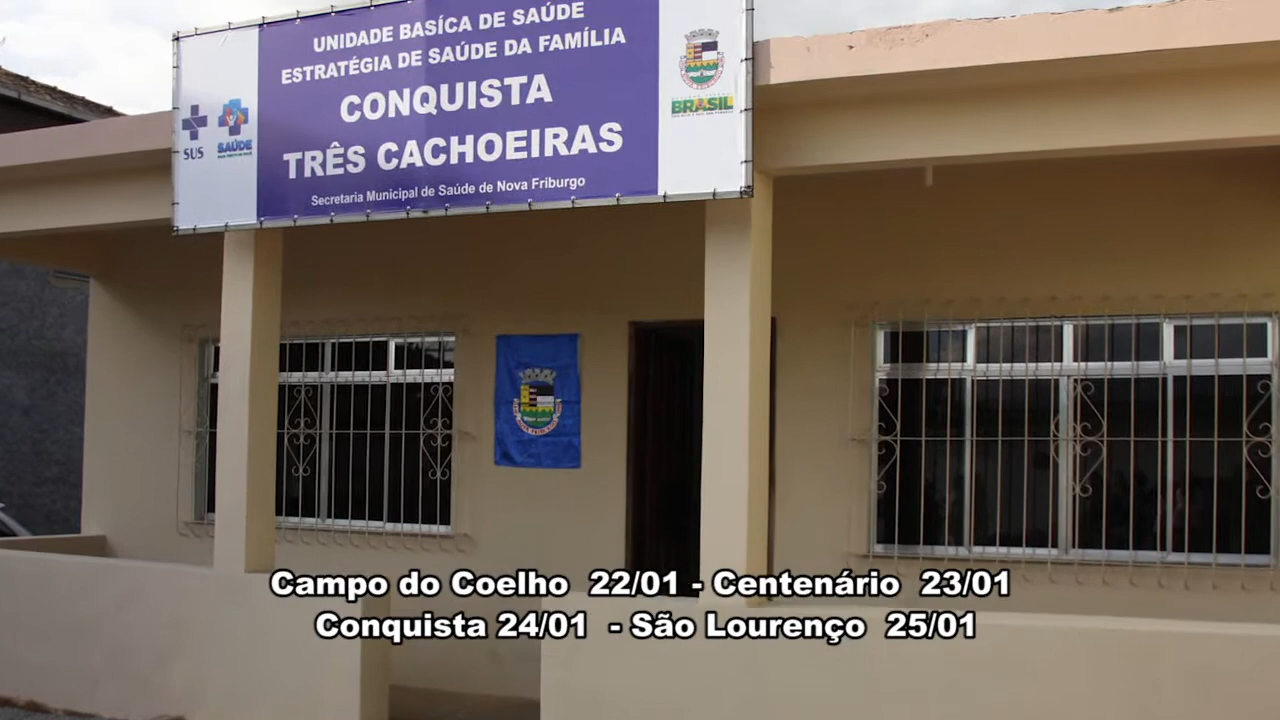 UNIDADE BASÍCA DE SAÚDE
ESTRATÉGIA DE SAÚDE DA FAMÍLIA
CONQUISTA
TRÊS CACHOEIRAS
Secretaria Municipal de Saúde de Nova Friburgo
SUS
SAÚDE
BRASIL
Campo do Coelho 22/01 - Centenário 23/01
Conquista 24/01 - São Lourenço 25/01